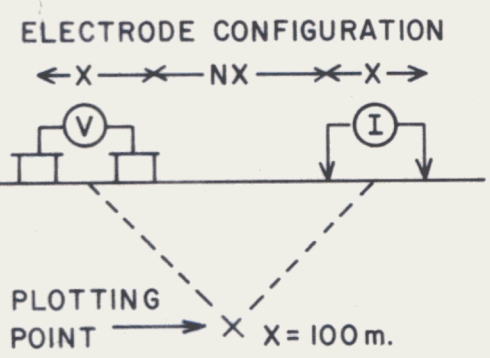 ELECTRODE CONFIGURATION
X NX X
V I
PLOTTING
POINT X = 100 m.